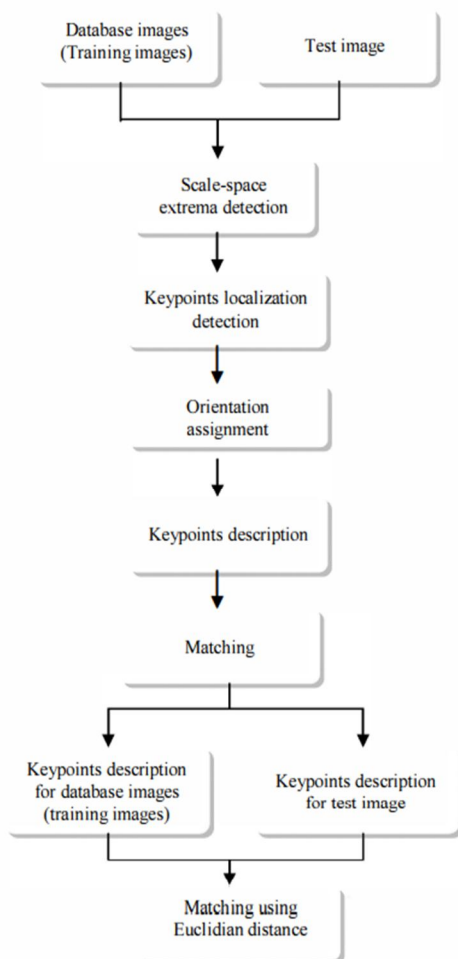 Database images
(Training images)
Test image
Scale-space
extrema detection
Keypoints localization
detection
Orientation
assignment
Keypoints description
Matching
Keypoints description
for database images
(training images)
Keypoints description
for test image
Matching using
Euclidian distance